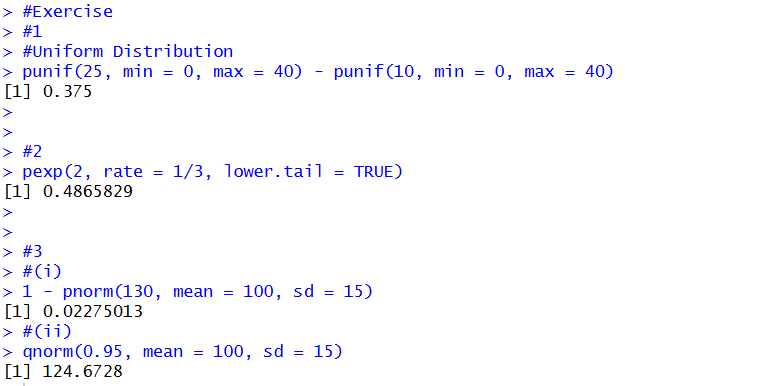 > #Exercise
> #1
> #Uniform Distribution
> punif(25, min = 0, max = 40) - punif(10, min = 0, max = 40)
[1] 0.375
>
>
> #2
> pexp(2, rate = 1/3, lower.tail = TRUE)
[1] 0.4865829
>
>
> #3
> #(i)
> 1 - pnorm(130, mean = 100, sd = 15)
[1] 0.02275013
> #(ii)
> qnorm(0.95, mean = 100, sd = 15)
[1] 124.6728